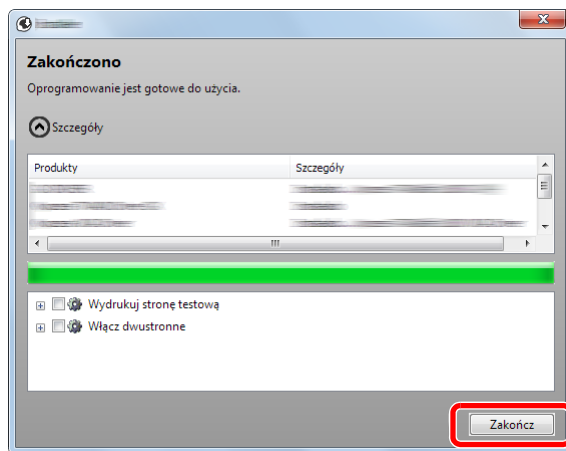 Zakończono
Oprogramowanie jest gotowe do użycia.
Szczegóły
Produkty Szczegóły
Wydrukuj stronę testową
Włącz dwustronne
Zakończ